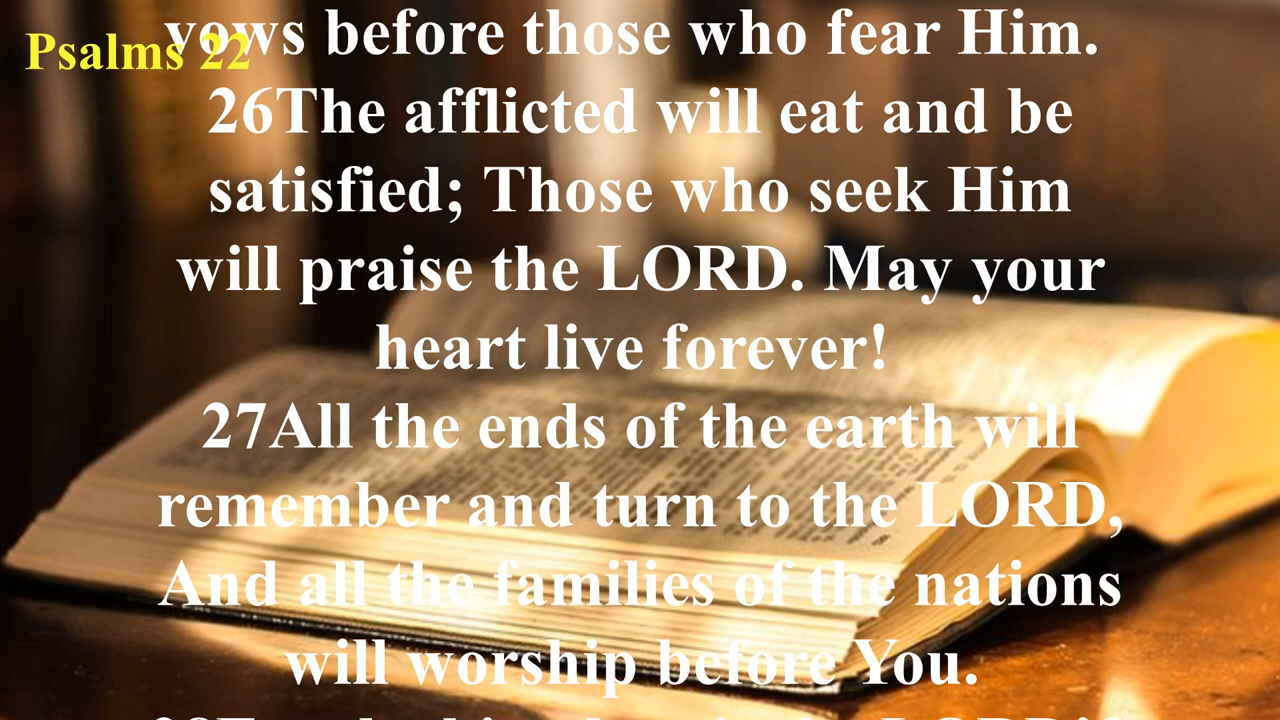 Psalms 22
vows before those who fear Him.
26The afflicted will eat and be
satisfied; Those who seek Him
will praise the LORD. May your
heart live forever!
27All the ends of the earth will
remember and turn to the LORD,
And all the families of the nations
will worship before You.